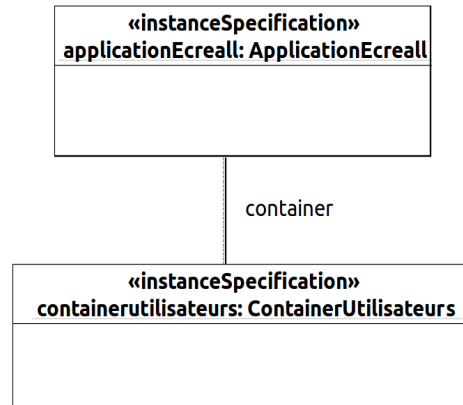 «instanceSpecification»
applicationEcreall: ApplicationEcreall
container
«instanceSpecification»
containerutilisateurs: ContainerUtilisateurs